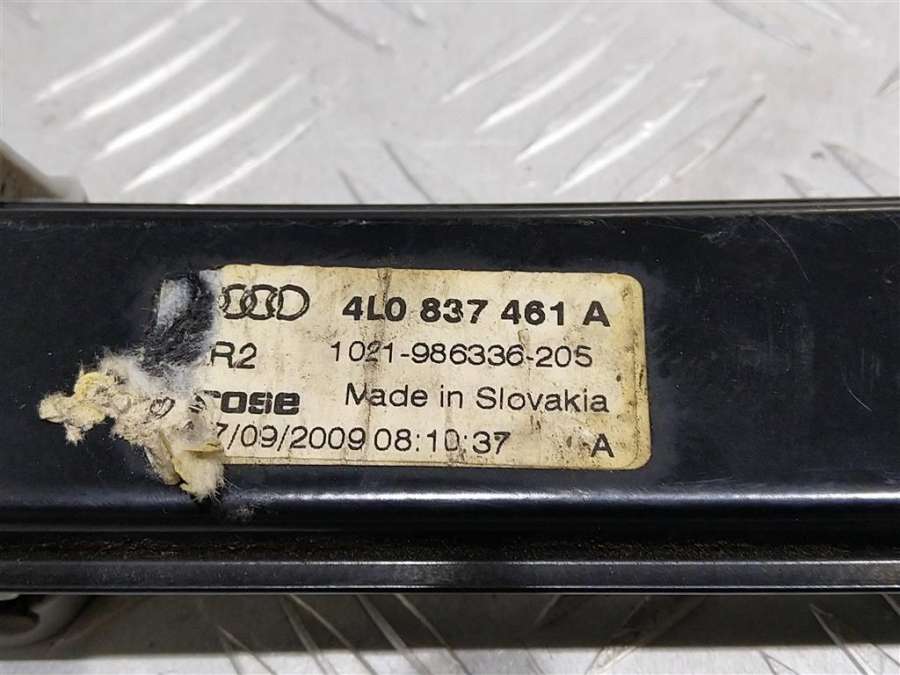 4L0 837 461 A
R2 1021-986336-205
rose Made in Slovakia
7/09/2009 08:10:37 A